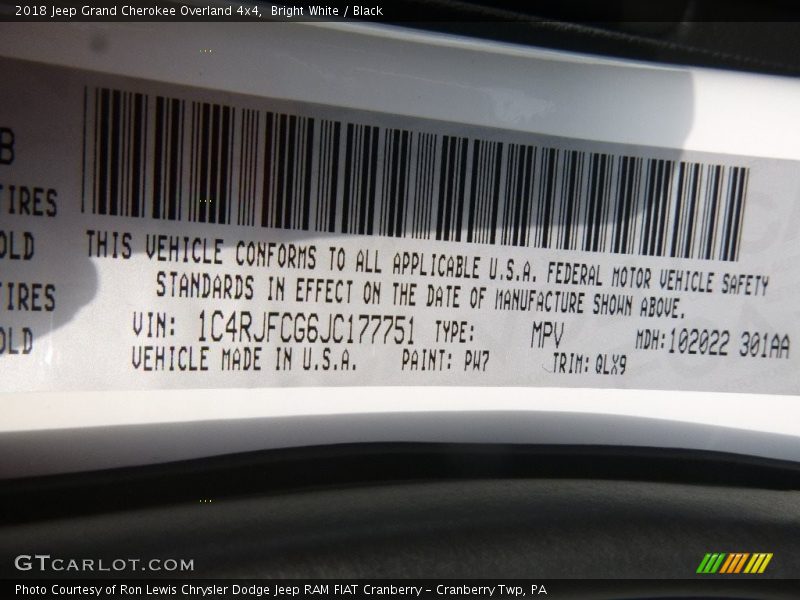 2018 Jeep Grand Cherokee Overland 4x4,  Bright White / Black
B
TIRES
OLD
TIRES
OLD
THIS VEHICLE CONFORMS TO ALL APPLICABLE U.S.A. FEDERAL MOTOR VEHICLE SAFETY
STANDARDS IN EFFECT ON THE DATE OF MANUFACTURE SHOWN ABOVE.
VIN: 1C4RJFCG6JC177751 TYPE: MPV MDH:102022 301AA
VEHICLE MADE IN U.S.A. PAINT: PW7 TRIM:QLX9
GTCARLOT.COM
Photo Courtesy of Ron Lewis Chrysler Dodge Jeep RAM FIAT Cranberry – Cranberry Twp, PA